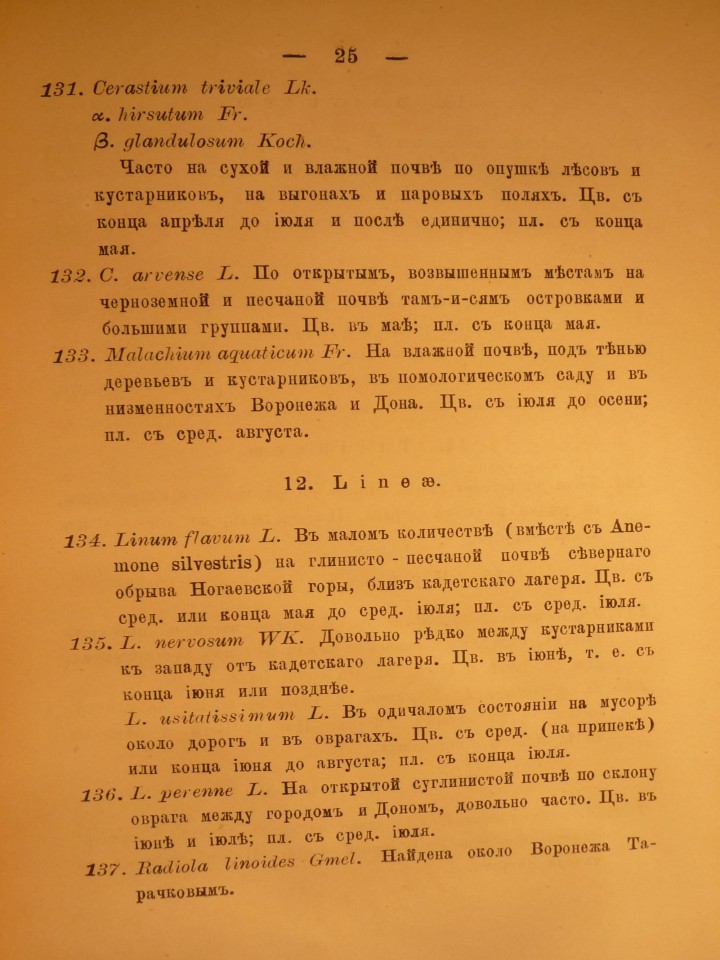 — 25 —
131. Cerastium triviale Lk.
α. hirsutum Fr.
β. glandulosum Koch.
Часто на сухой и влажной почвѣ по опушкѣ лѣсовъ и
кустарниковъ, на выгонахъ и паровыхъ поляхъ. Цв. съ
конца апрѣля до іюля и послѣ единично; пл. съ конца
мая.
132. C. arvense L. По открытымъ, возвышеннымъ мѣстамъ на
черноземной и песчаной почвѣ тамъ-и-сямъ островками и
большими группами. Цв. въ маѣ; пл. съ конца мая.
133. Malachium aquaticum Fr. На влажной почвѣ, подъ тѣнью
деревьевъ и кустарниковъ, въ помологическомъ саду и въ
низменностяхъ Воронежа и Дона. Цв. съ іюля до осени;
пл. съ сред. августа.
12. Lineæ.
134. Linum flavum L. Въ маломъ количествѣ (вмѣстѣ съ Ane-
mone silvestris) на глинисто-песчаной почвѣ сѣвернаго
обрыва Ногаевской горы, близъ кадетскаго лагеря. Цв. съ
сред. или конца мая до сред. іюля; пл. съ сред. іюля.
135. L. nervosum WK. Довольно рѣдко между кустарниками
къ западу отъ кадетскаго лагеря. Цв. въ іюнѣ, т. е. съ
конца іюня или позднѣе.
L. usitatissimum L. Въ одичаломъ состояніи на мусорѣ
около дорогъ и въ оврагахъ. Цв. съ сред. (на припекѣ)
или конца іюня до августа; пл. съ конца іюля.
136. L. perenne L. На открытой суглинистой почвѣ по склону
оврага между городомъ и Дономъ, довольно часто. Цв. въ
іюнѣ и іюлѣ; пл. съ сред. іюля.
137. Radiola linoides Gmel. Найдена около Воронежа Та-
рачковымъ.